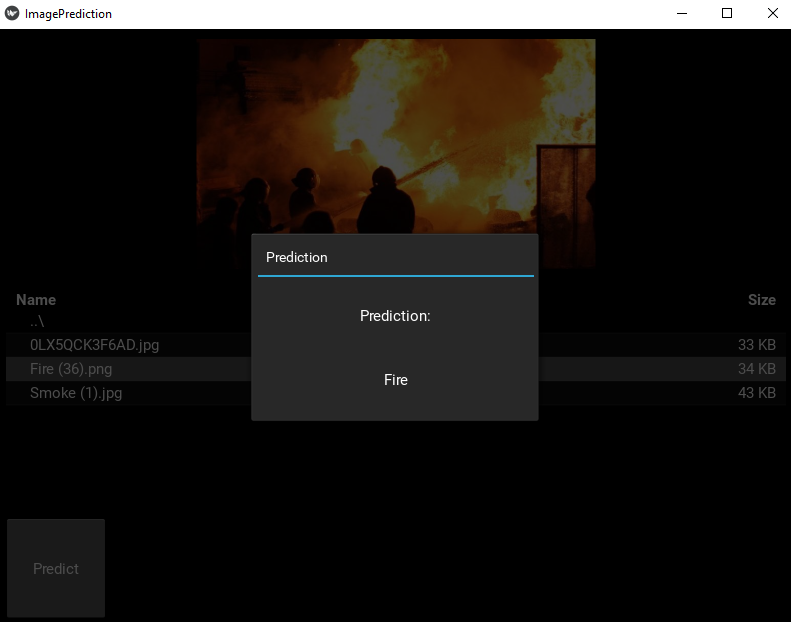 ImagePrediction
Prediction
Prediction:
Fire
Name Size
..\
0LX5QCK3F6AD.jpg 33 KB
Fire (36).png 34 KB
Smoke (1).jpg 43 KB
Predict